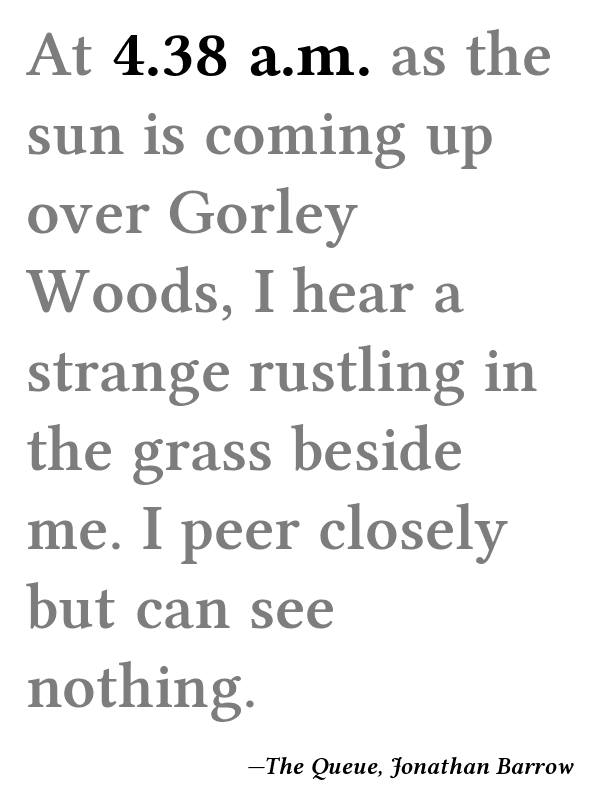 At 4.38 a.m. as the
sun is coming up
over Gorley
Woods, I hear a
strange rustling in
the grass beside
me. I peer closely
but can see
nothing.
—The Queue, Jonathan Barrow